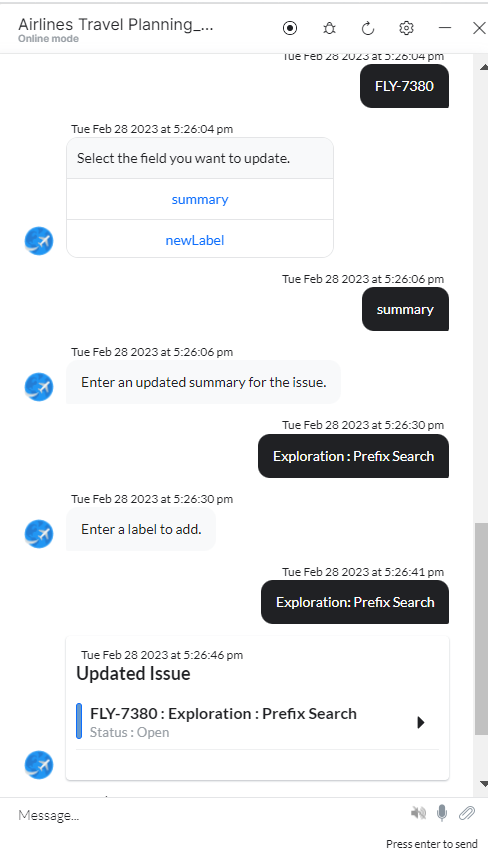 Airlines Travel Planning_...
Online mode
Tue Feb 28 2023 at 5:26:04 pm
FLY-7380
Tue Feb 28 2023 at 5:26:04 pm
Select the field you want to update.
summary
newLabel
Tue Feb 28 2023 at 5:26:06 pm
summary
Tue Feb 28 2023 at 5:26:06 pm
Enter an updated summary for the issue.
Tue Feb 28 2023 at 5:26:30 pm
Exploration : Prefix Search
Tue Feb 28 2023 at 5:26:30 pm
Enter a label to add.
Tue Feb 28 2023 at 5:26:41 pm
Exploration: Prefix Search
Tue Feb 28 2023 at 5:26:46 pm
Updated Issue
FLY-7380 : Exploration : Prefix Search
Status : Open
Message...
Press enter to send